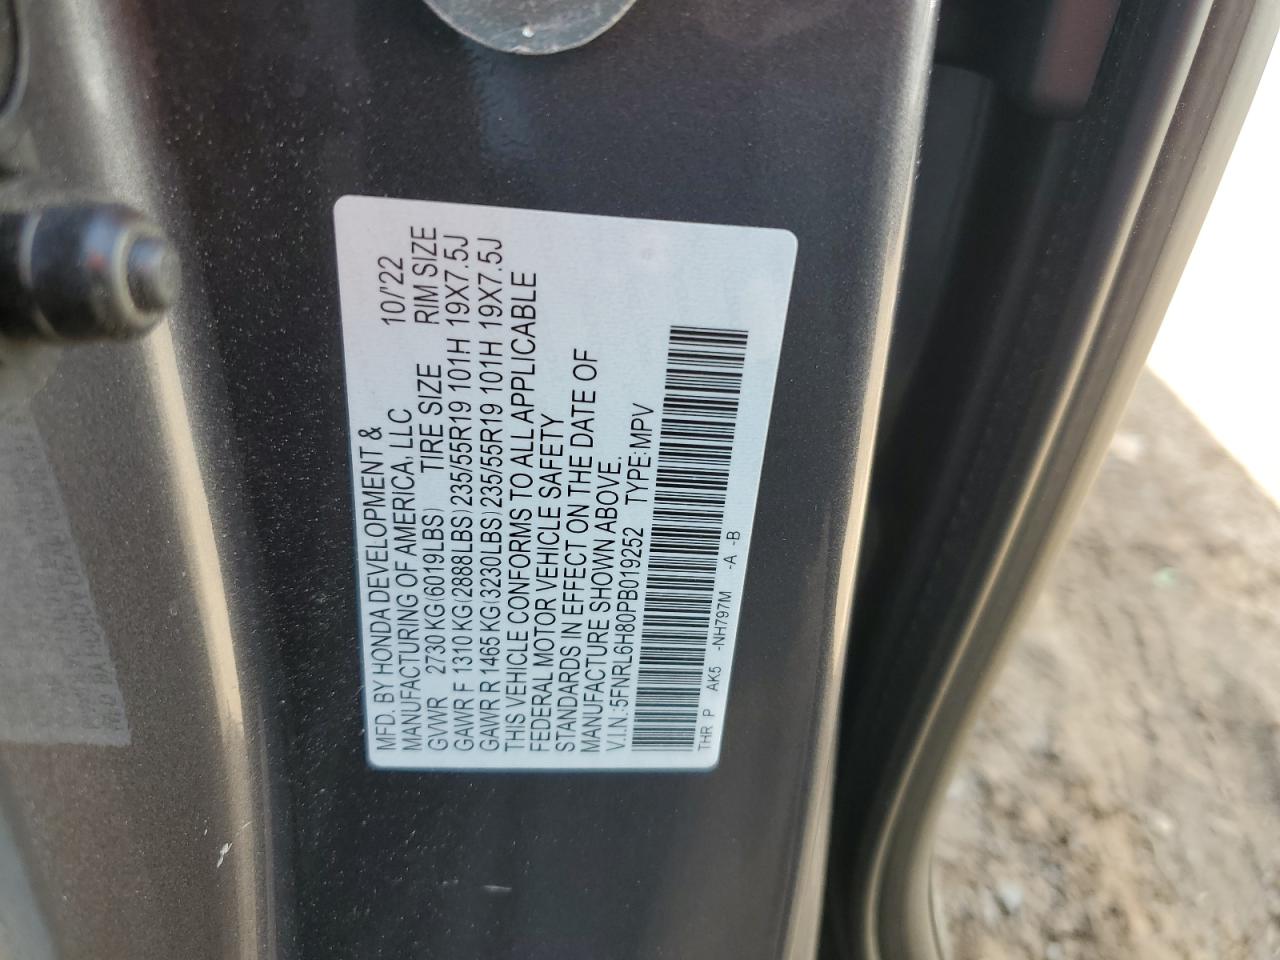 MFD. BY HONDA DEVELOPMENT &
MANUFACTURING OF AMERICA, LLC 10/'22
GVWR 2730 KG(6019LBS) TIRE SIZE RIM SIZE
GAWR F 1310 KG(2888LBS) 235/55R19 101H 19X7.5J
GAWR R 1465 KG(3230LBS) 235/55R19 101H 19X7.5J
THIS VEHICLE CONFORMS TO ALL APPLICABLE
FEDERAL MOTOR VEHICLE SAFETY
STANDARDS IN EFFECT ON THE DATE OF
MANUFACTURE SHOWN ABOVE.
V.I.N.:5FNRL6H80PB019252 TYPE:MPV
THR P AK5 -NH797M -A -B